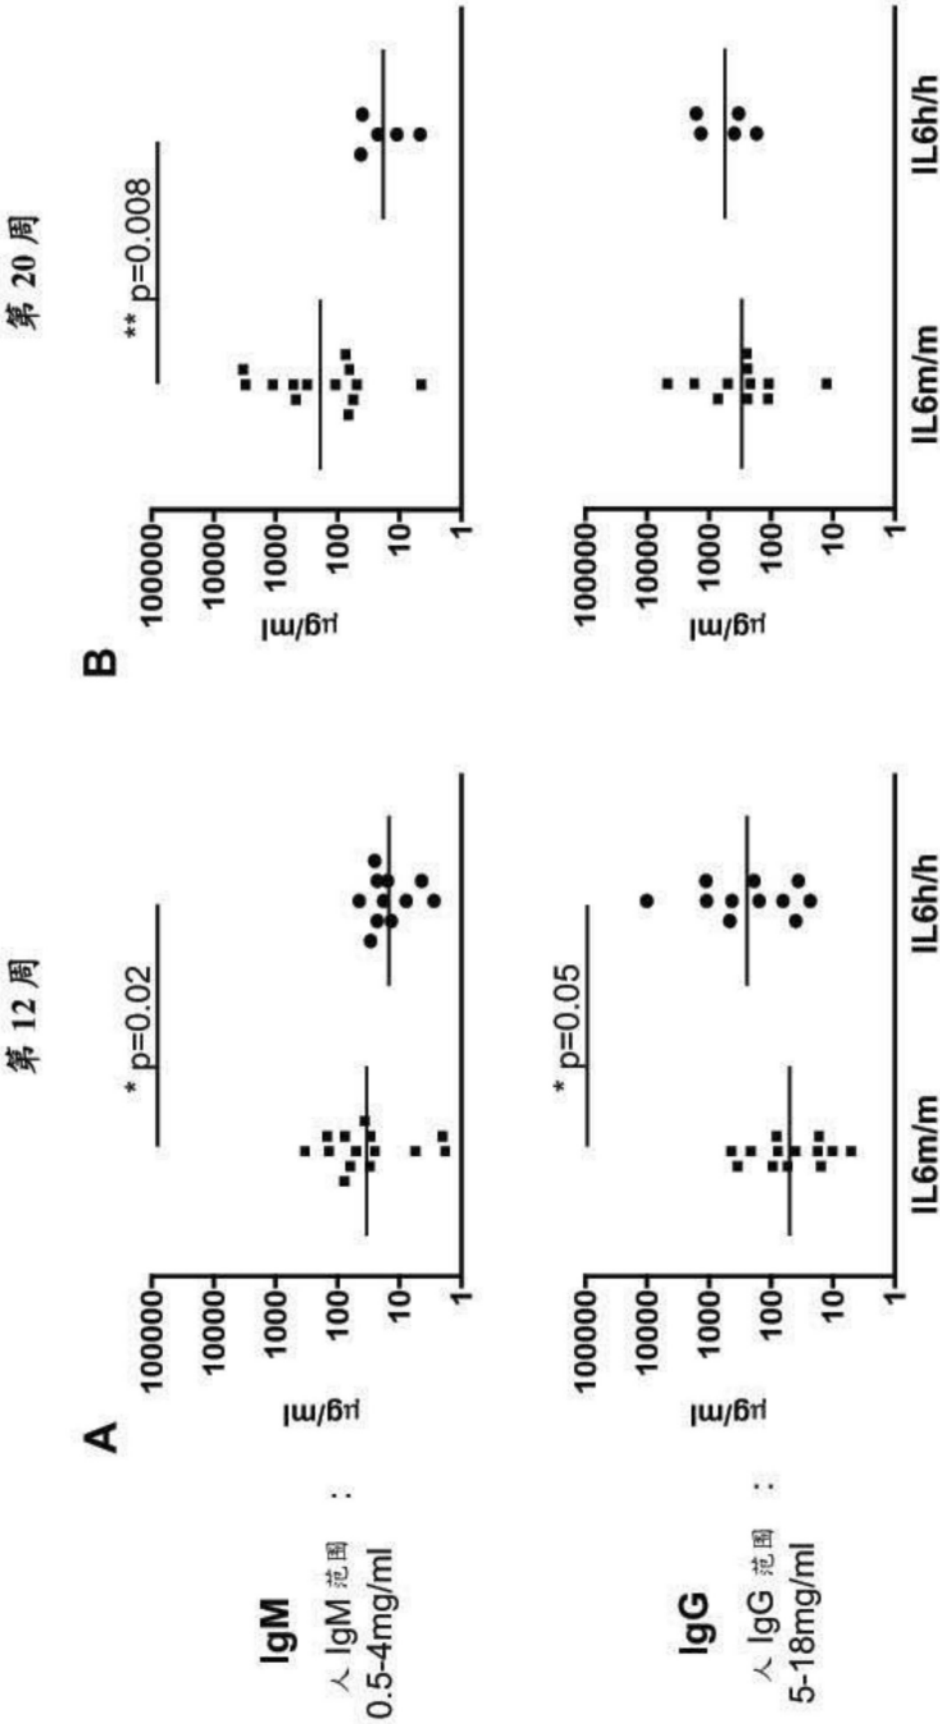 第 12 周
第 20 周
A
B
IgM
人 IgM 范围 :
0.5-4mg/ml
µg/ml
100000
10000
1000
100
10
1
* p=0.02
µg/ml
100000
10000
1000
100
10
1
** p=0.008
IgG
人 IgG 范围 :
5-18mg/ml
µg/ml
100000
10000
1000
100
10
1
* p=0.05
IL6m/m
IL6h/h
µg/ml
100000
10000
1000
100
10
1
IL6m/m
IL6h/h